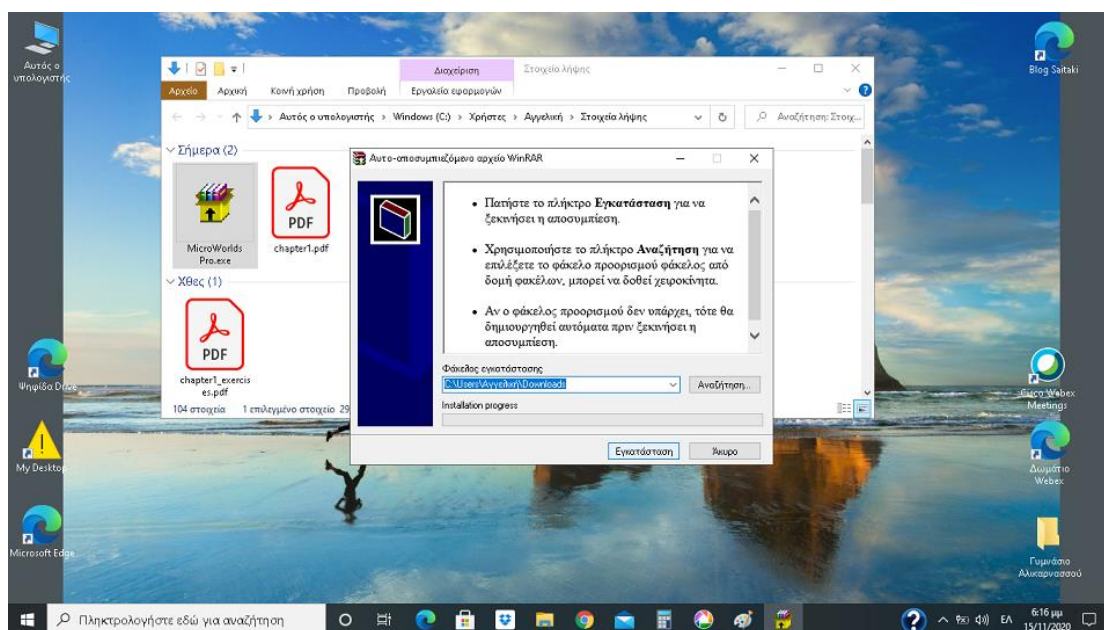 Αυτός ο
υπολογιστής
Διαχείριση
Στοιχεία λήψης
Αρχείο
Αρχική
Κοινή χρήση
Προβολή
Εργαλεία εφαρμογών
Αυτός ο υπολογιστής > Windows (C:) > Χρήστες > Αγγελική > Στοιχεία λήψης
Αναζήτηση: Στοιχ...
Σήμερα (2)
MicroWorlds
Pro.exe
PDF
chapter1.pdf
Χθες (1)
PDF
chapter1_exercis
es.pdf
104 στοιχεία
1 επιλεγμένο στοιχείο 29
Αυτο-αποσυμπιεζόμενο αρχείο WinRAR
• Πατήστε το πλήκτρο Εγκατάσταση για να
ξεκινήσει η αποσυμπίεση.
• Χρησιμοποιήστε το πλήκτρο Αναζήτηση για να
επιλέξετε το φάκελο προορισμού φάκελος από
δομή φακέλων, μπορεί να δοθεί χειροκίνητα.
• Αν ο φάκελος προορισμού δεν υπάρχει, τότε θα
δημιουργηθεί αυτόματα πριν ξεκινήσει η
αποσυμπίεση.
Φάκελος εγκατάστασης
C:\Users\Αγγελική\Downloads
Αναζήτηση...
Installation progress
Εγκατάσταση
Άκυρο
Ψηφίδα Drive
My Desktop
Microsoft Edge
Blog Saitaki
Cisco Webex
Meetings
Δωμάτιο
Webex
Γυμνάσιο
Αλικαρνασσού
Πληκτρολογήστε εδώ για αναζήτηση
ΕΛ
6:16 μμ
15/11/2020